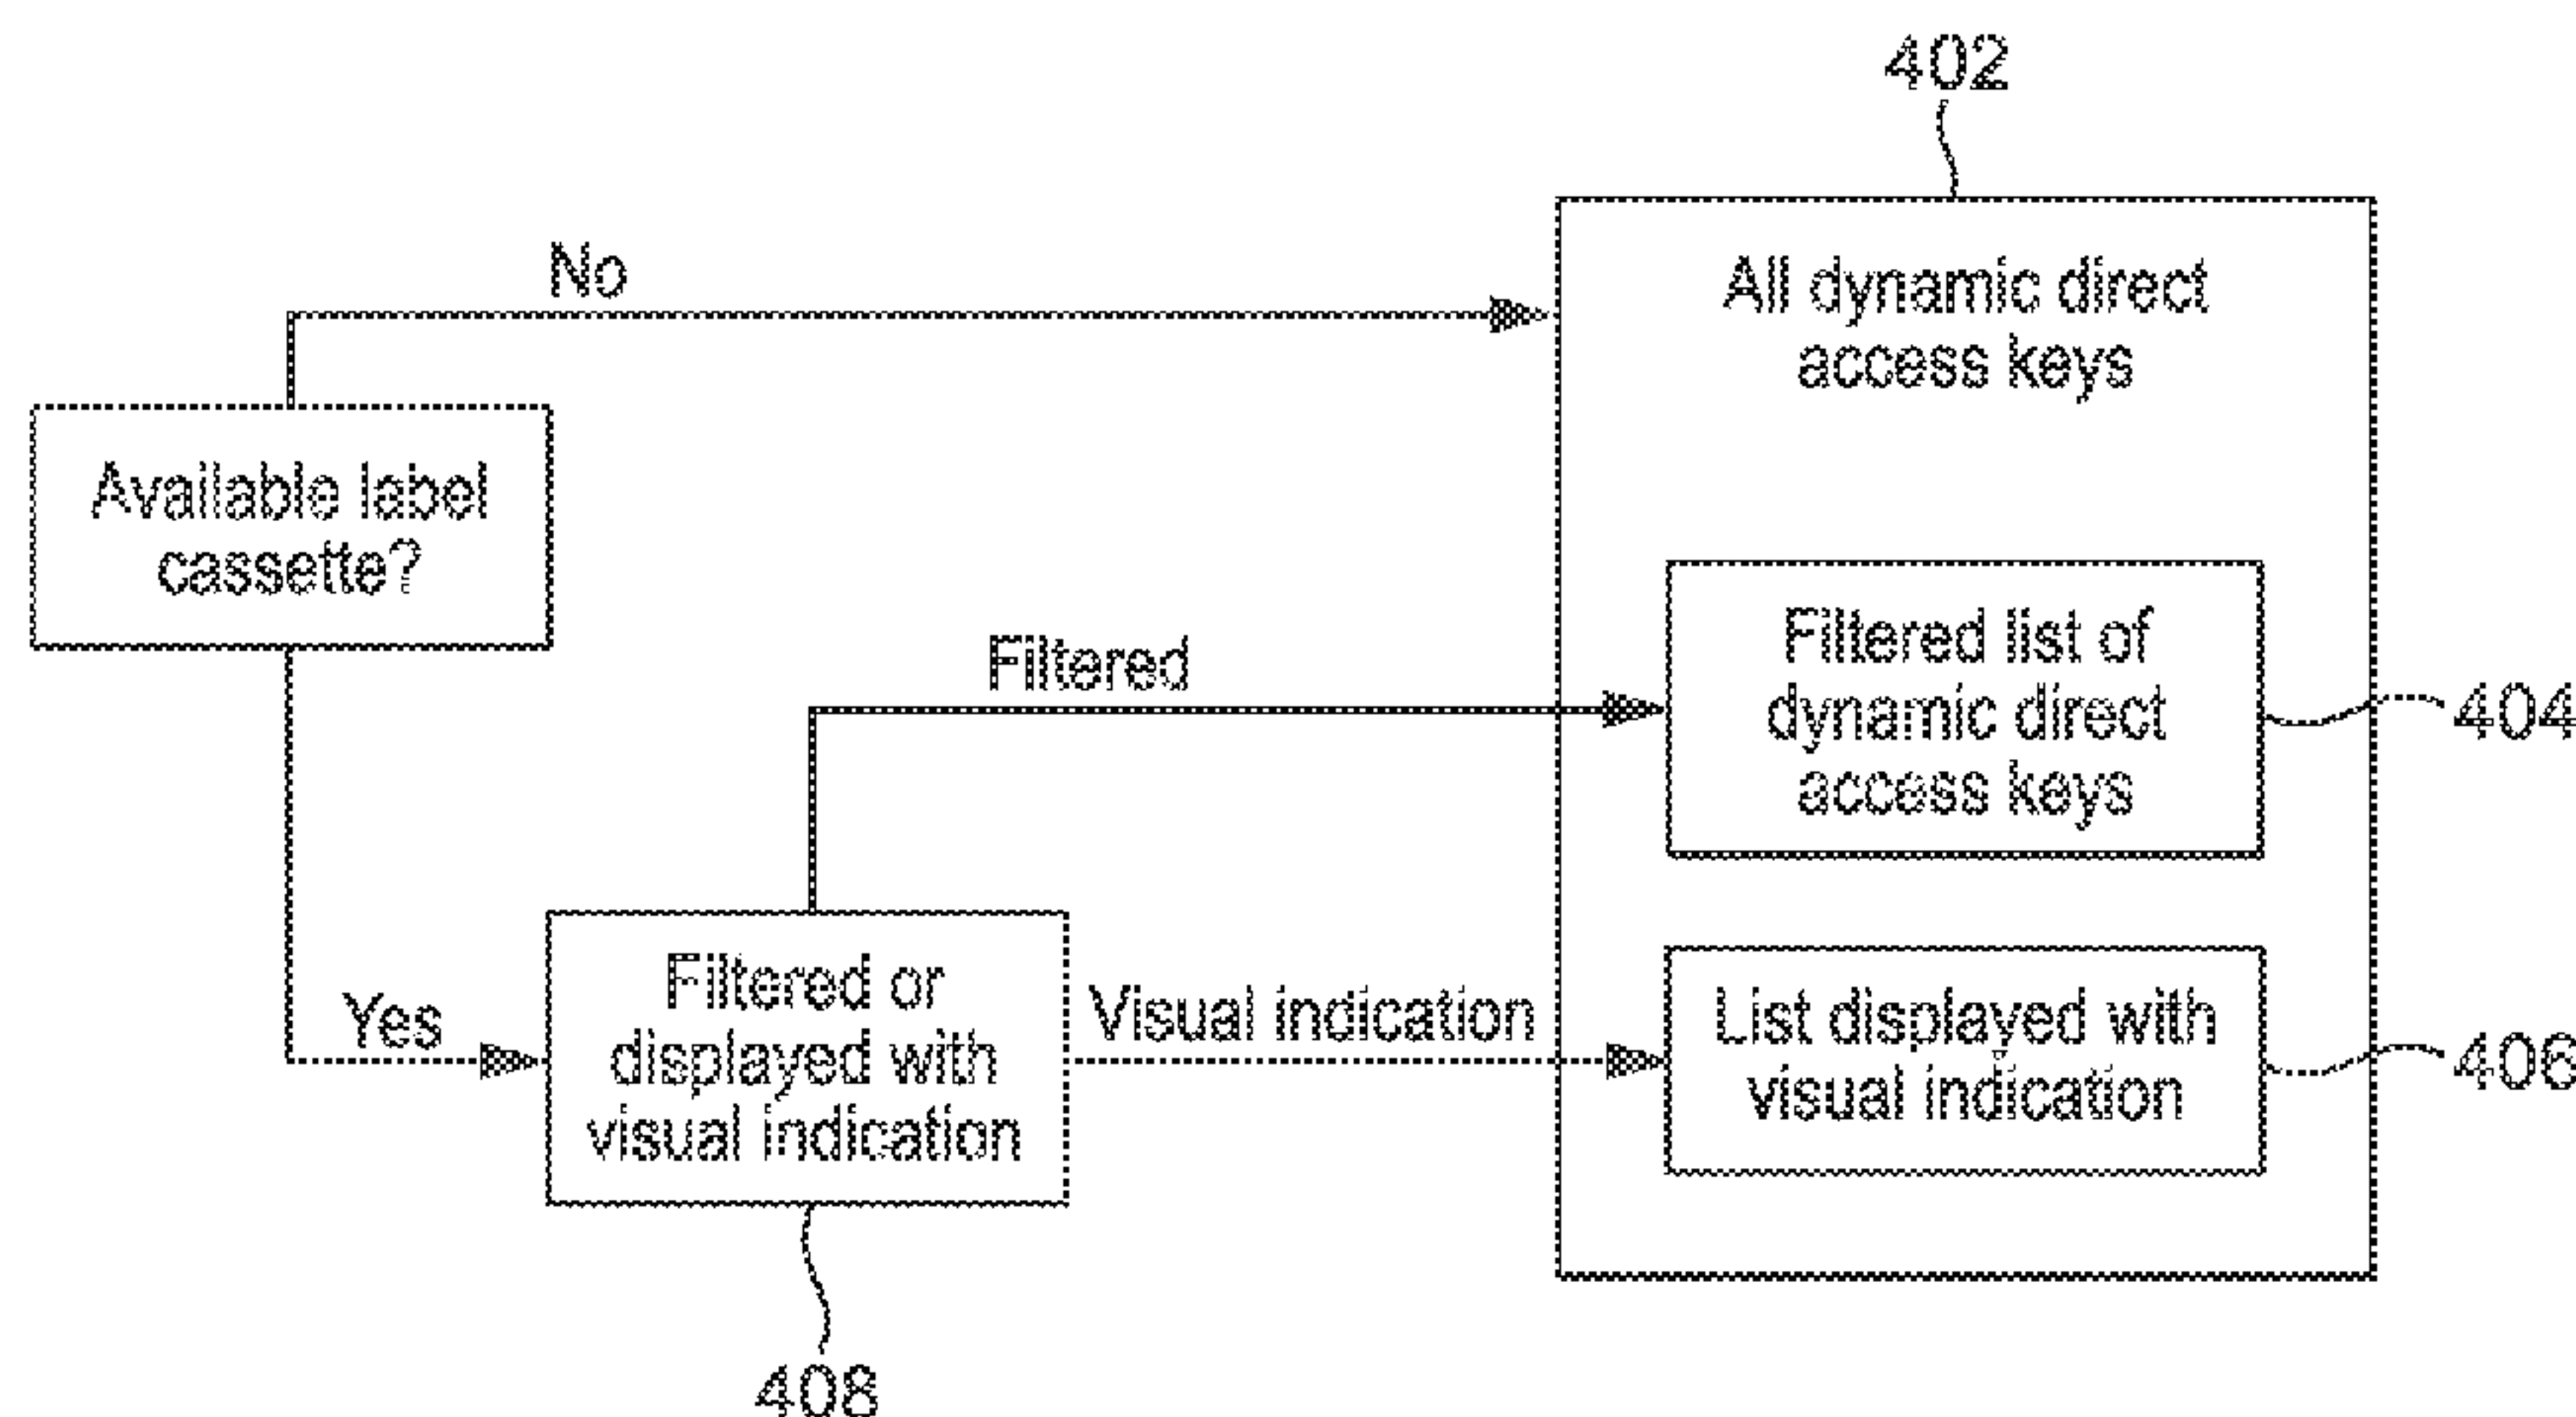 402
No
All dynamic direct
access keys
Available label
cassette?
Filtered
Filtered list of
dynamic direct
access keys
404
Yes
Filtered or
displayed with
visual indication
Visual indication
List displayed with
visual indication
406
408